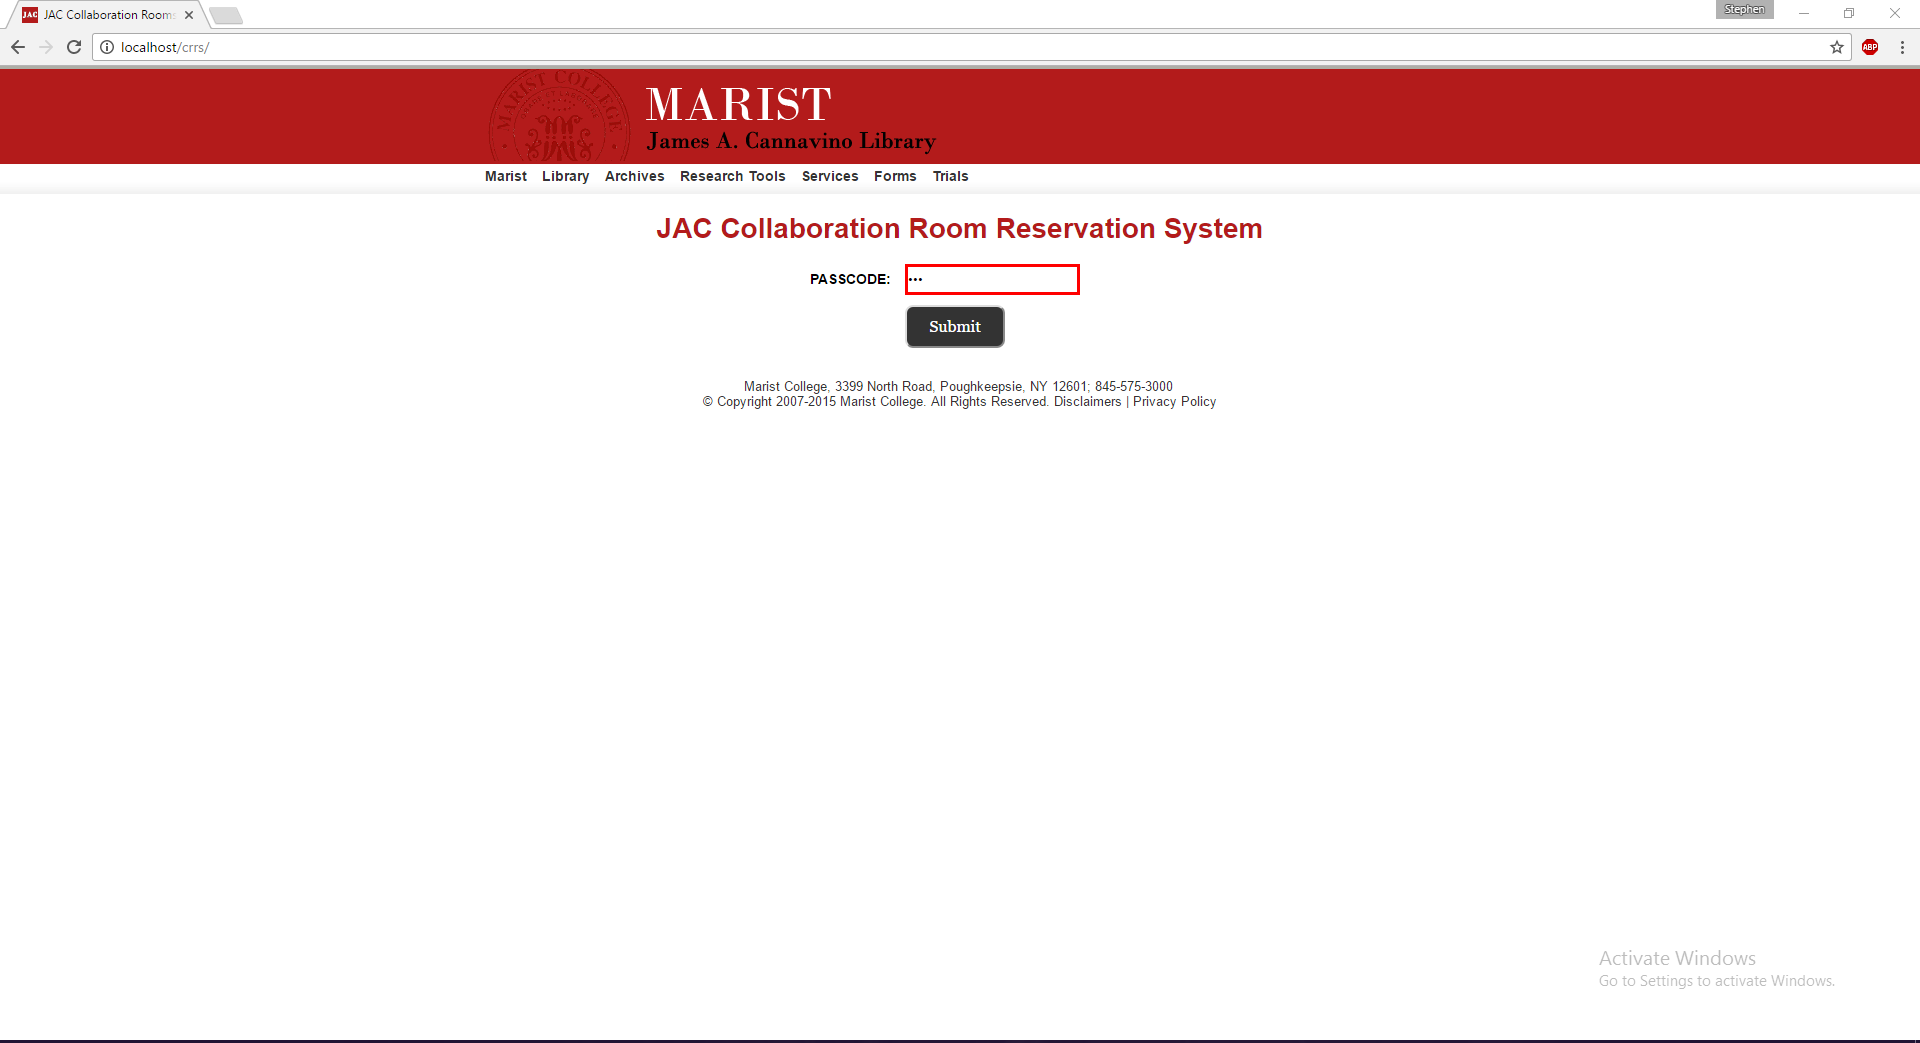 JAC JAC Collaboration Rooms
Stephen
localhost/crrs/
ABP
MARIST COLLEGE
MARIST
James A. Cannavino Library
Marist Library Archives Research Tools Services Forms Trials
JAC Collaboration Room Reservation System
PASSCODE: •••
Submit
Marist College, 3399 North Road, Poughkeepsie, NY 12601; 845-575-3000
© Copyright 2007-2015 Marist College. All Rights Reserved. Disclaimers | Privacy Policy
Activate Windows
Go to Settings to activate Windows.